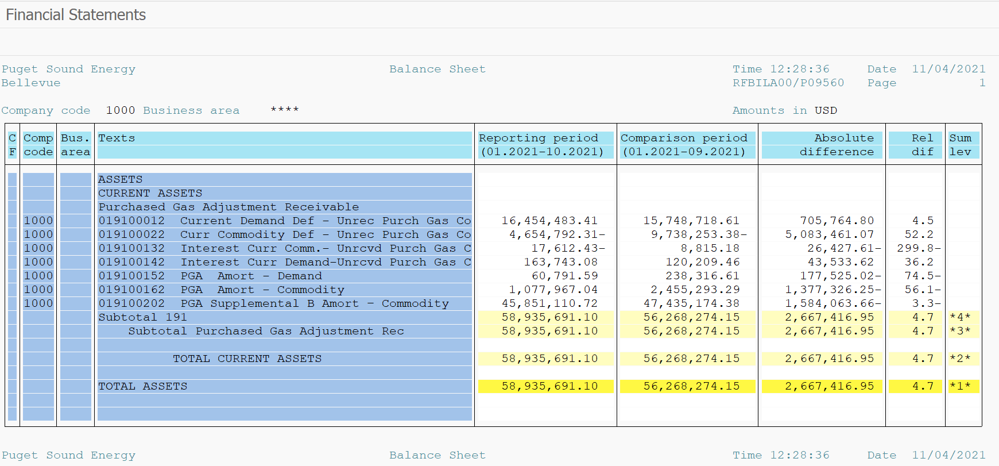 Financial Statements
Puget Sound Energy Balance Sheet Time 12:28:36 Date 11/04/2021
Bellevue RFBILA00/P09560 Page 1
Company code 1000 Business area **** Amounts in USD
C Comp Bus. Texts Reporting period Comparison period Absolute Rel Sum
F code area (01.2021-10.2021) (01.2021-09.2021) difference dif lev
ASSETS
CURRENT ASSETS
Purchased Gas Adjustment Receivable
1000 019100012 Current Demand Def - Unrec Purch Gas Co 16,454,483.41 15,748,718.61 705,764.80 4.5
1000 019100022 Curr Commodity Def - Unrec Purch Gas Co 4,654,792.31- 9,738,253.38- 5,083,461.07 52.2
1000 019100132 Interest Curr Comm.- Unrcvd Purch Gas C 17,612.43- 8,815.18 26,427.61- 299.8-
1000 019100142 Interest Curr Demand-Unrcvd Purch Gas C 163,743.08 120,209.46 43,533.62 36.2
1000 019100152 PGA Amort - Demand 60,791.59 238,316.61 177,525.02- 74.5-
1000 019100162 PGA Amort - Commodity 1,077,967.04 2,455,293.29 1,377,326.25- 56.1-
1000 019100202 PGA Supplemental B Amort - Commodity 45,851,110.72 47,435,174.38 1,584,063.66- 3.3-
Subtotal 191 58,935,691.10 56,268,274.15 2,667,416.95 4.7 *4*
Subtotal Purchased Gas Adjustment Rec 58,935,691.10 56,268,274.15 2,667,416.95 4.7 *3*
TOTAL CURRENT ASSETS 58,935,691.10 56,268,274.15 2,667,416.95 4.7 *2*
TOTAL ASSETS 58,935,691.10 56,268,274.15 2,667,416.95 4.7 *1*
Puget Sound Energy Balance Sheet Time 12:28:36 Date 11/04/2021